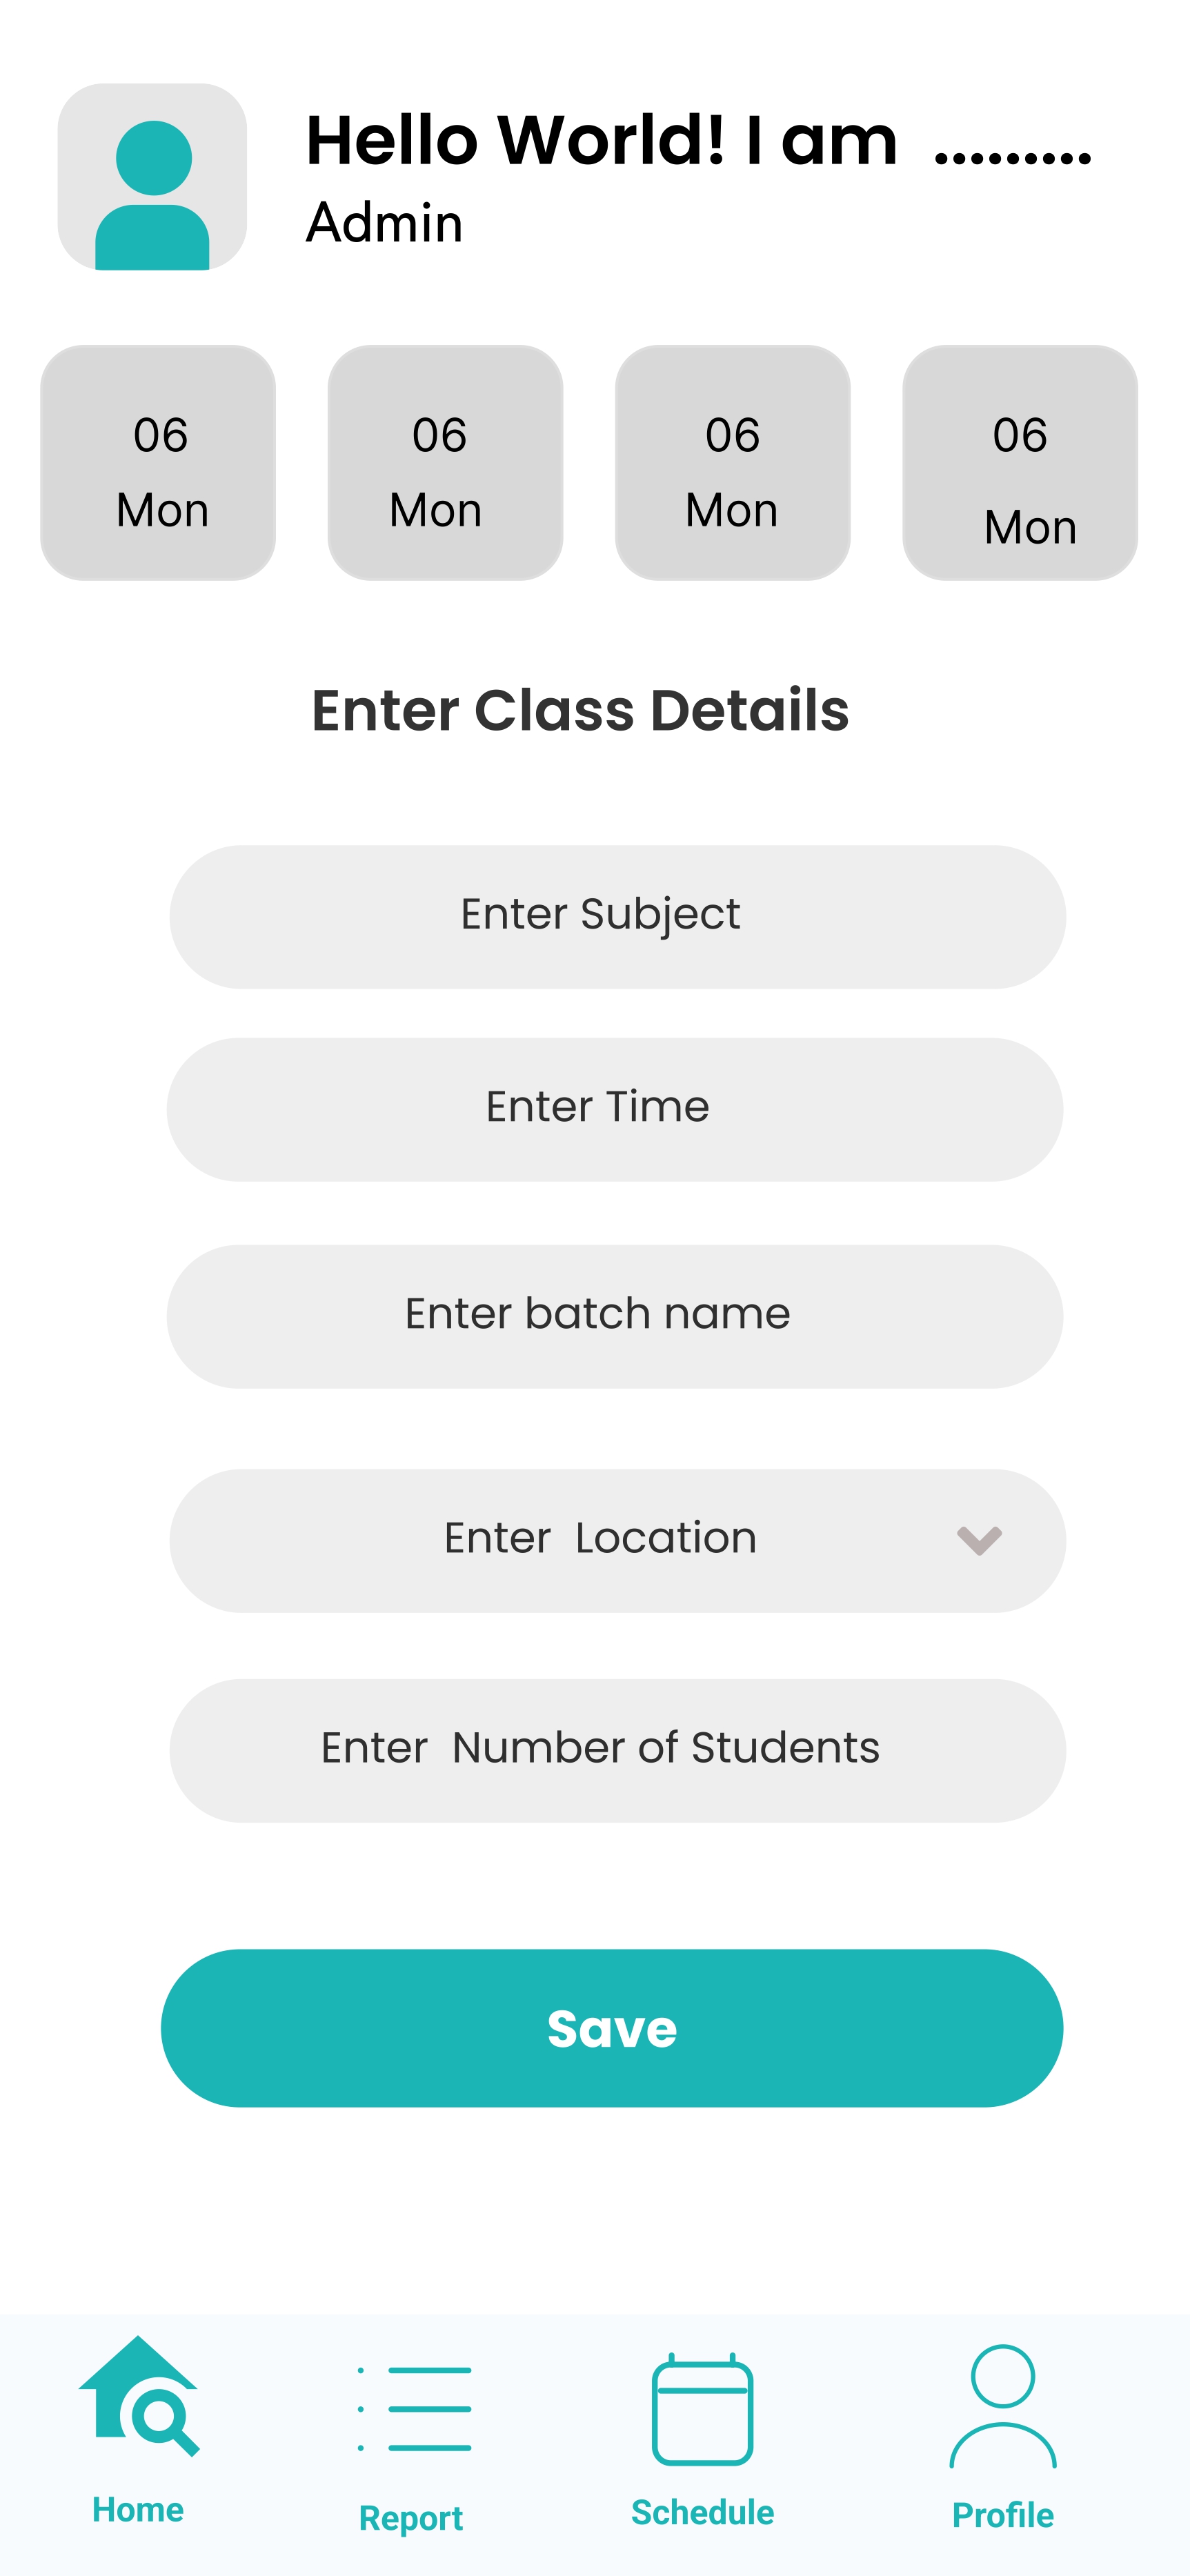 Hello World! I am .........
Admin
06 06 06 06
Mon Mon Mon Mon
Enter Class Details
Enter Subject
Enter Time
Enter batch name
Enter Location
Enter Number of Students
Save
Home Report Schedule Profile